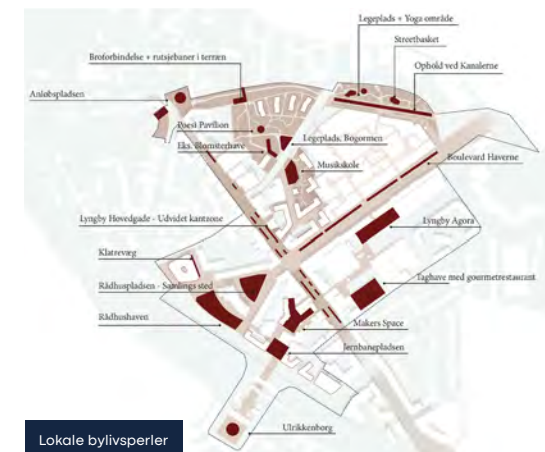 Legeplads + Yoga område
Streetbasket
Broforbindelse + rutsjebaner i terræn
Ophold ved Kanalerne
Anløbspladsen
Poesi Pavilion
Legeplads, Bogormen
Eks. Blomsterhave
Boulevard Haverne
Musikskole
Lyngby Hovedgade - Udvidet kantzone
Lyngby Agora
Klatrevæg
Taghave med gourmetrestaurant
Rådhuspladsen - Samlings sted
Rådhushaven
Makers Space
Jernbanepladsen
Ulrikkenborg
Lokale bylivsperler